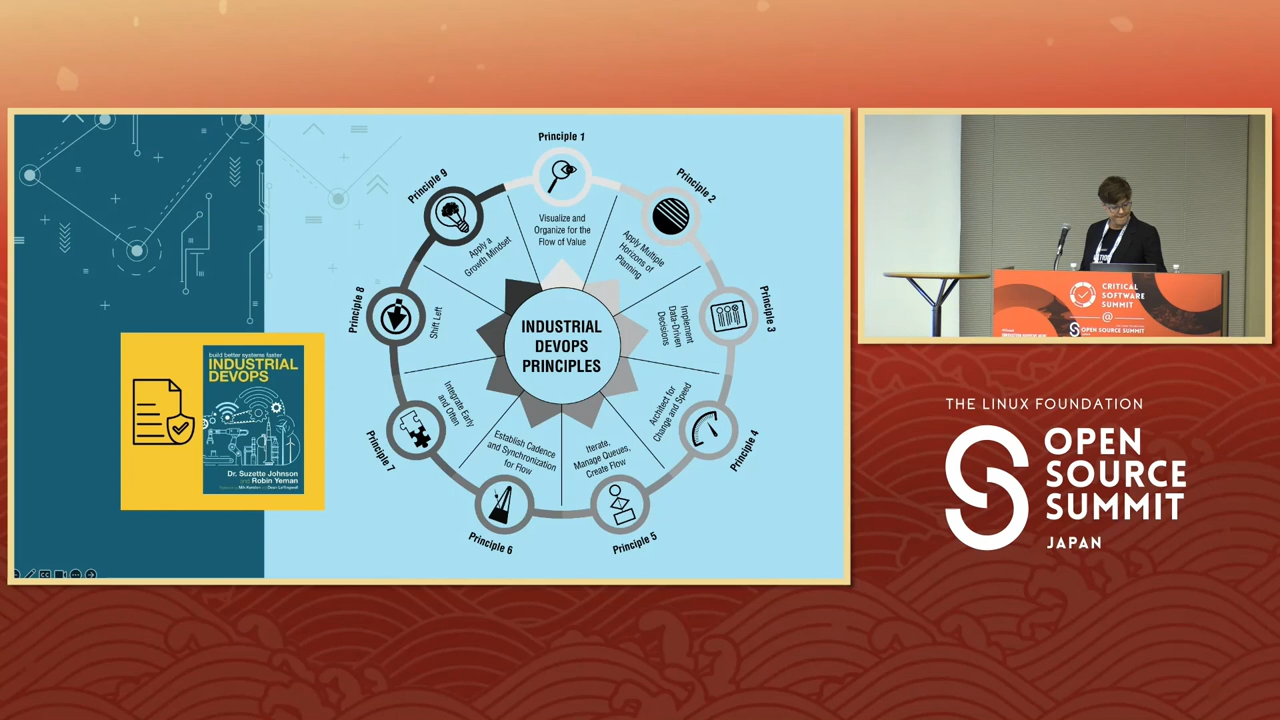 Principle 1
Visualize and
Organize for the
Flow of Value
Principle 2
Apply Multiple
Horizons of
Planning
Principle 3
Implement
Data-Driven
Decisions
Principle 4
Architect for
Change and Speed
Principle 5
Iterate,
Manage Queues,
Create Flow
Principle 6
Establish Cadence
and Synchronization
for Flow
Principle 7
Integrate Early
and Often
Principle 8
Shift Left
Principle 9
Apply a
Growth Mindset
INDUSTRIAL
DEVOPS
PRINCIPLES
build better systems faster
INDUSTRIAL
DEVOPS
Dr. Suzette Johnson
and Robin Yeman
CRITICAL
SOFTWARE
SUMMIT
@
OPEN SOURCE SUMMIT
THE LINUX FOUNDATION
OPEN
SOURCE
SUMMIT
JAPAN